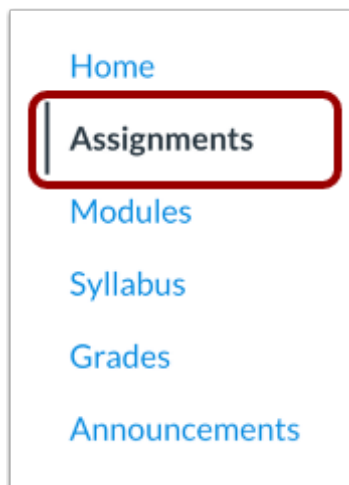 Home
Assignments
Modules
Syllabus
Grades
Announcements